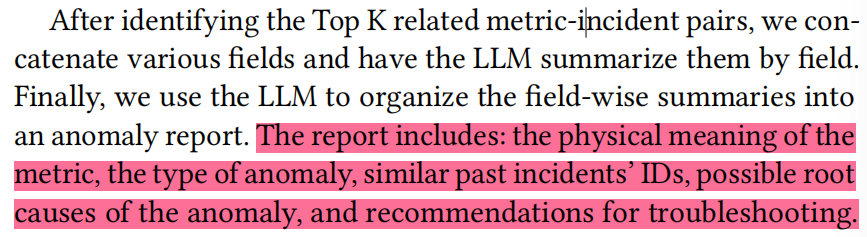 After identifying the Top K related metric-incident pairs, we con-
catenate various fields and have the LLM summarize them by field.
Finally, we use the LLM to organize the field-wise summaries into
an anomaly report. The report includes: the physical meaning of the
metric, the type of anomaly, similar past incidents’ IDs, possible root
causes of the anomaly, and recommendations for troubleshooting.